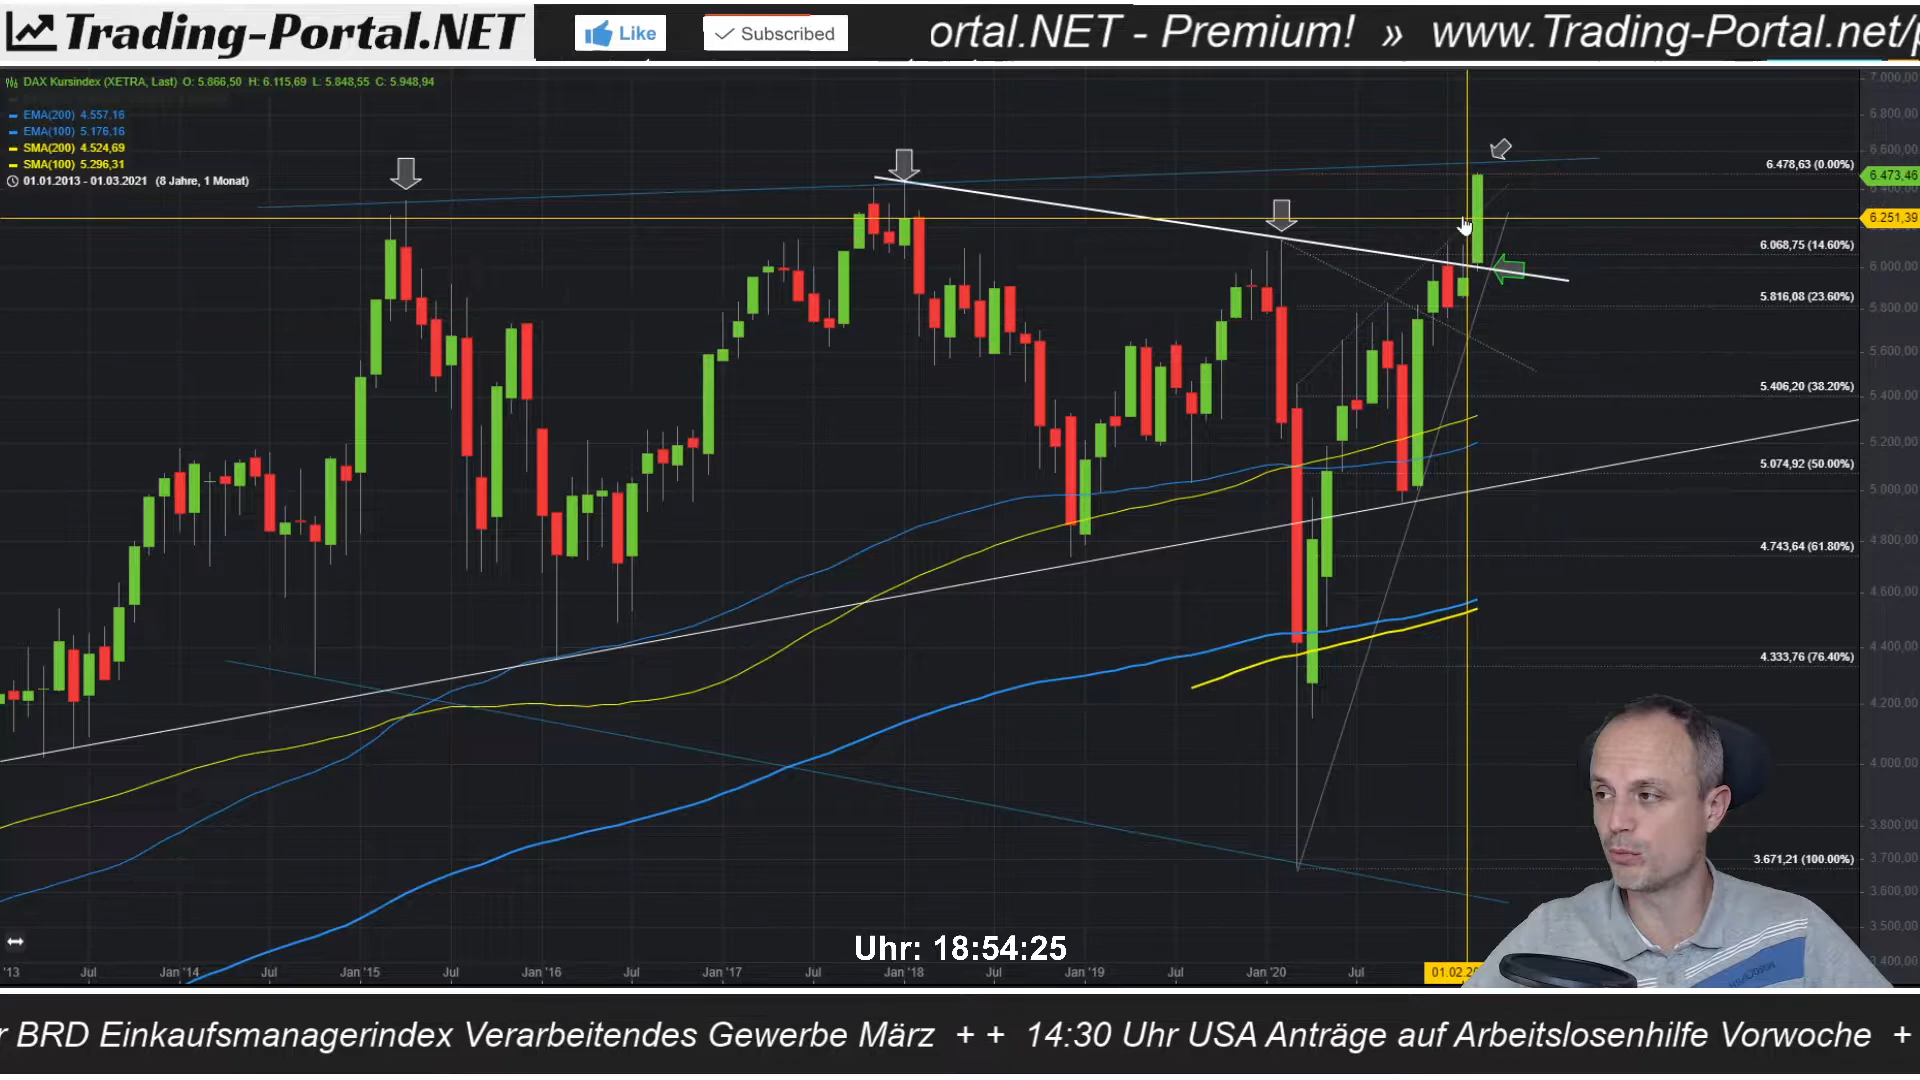 Trading-Portal.NET
Like
Subscribed
ortal.NET - Premium! » www.Trading-Portal.net/p
DAX Kursindex (XETRA, Last) O: 5.866,50 H: 6.115,69 L: 5.848,55 C: 5.948,94
EMA(200) 4.557,16
EMA(100) 5.176,16
SMA(200) 4.524,69
SMA(100) 5.296,31
01.01.2013 - 01.03.2021 (8 Jahre, 1 Monat)
7.000,00
6.800,00
6.600,00
6.478,63 (0.00%)
6.473,46
6.251,39
6.068,75 (14.60%)
6.000,00
5.816,08 (23.60%)
5.800,00
5.600,00
5.406,20 (38.20%)
5.400,00
5.200,00
5.074,92 (50.00%)
5.000,00
4.800,00
4.743,64 (61.80%)
4.600,00
4.400,00
4.333,76 (76.40%)
4.200,00
4.000,00
3.800,00
3.671,21 (100.00%)
3.700,00
3.600,00
3.500,00
3.400,00
Uhr: 18:54:25
'13 Jul Jan '14 Jul Jan '15 Jul Jan '16 Jul Jan '17 Jul Jan '18 Jul Jan '19 Jul Jan '20 Jul 01.02.20
r BRD Einkaufsmanagerindex Verarbeitendes Gewerbe März + + 14:30 Uhr USA Anträge auf Arbeitslosenhilfe Vorwoche +